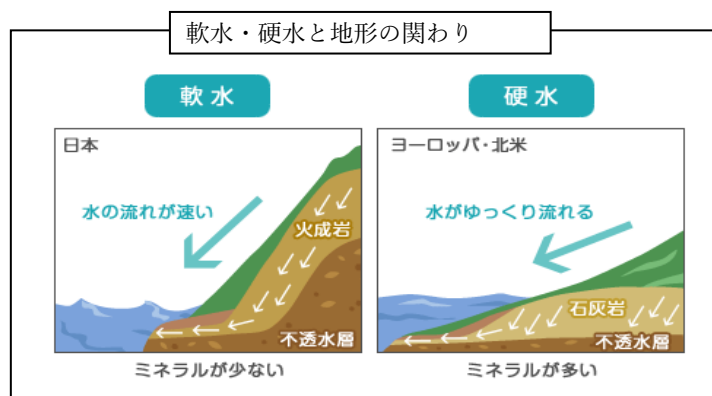 軟水・硬水と地形の関わり
軟水
硬水
日本
水の流れが速い
火成岩
不透水層
ミネラルが少ない
ヨーロッパ・北米
水がゆっくり流れる
石灰岩
不透水層
ミネラルが多い